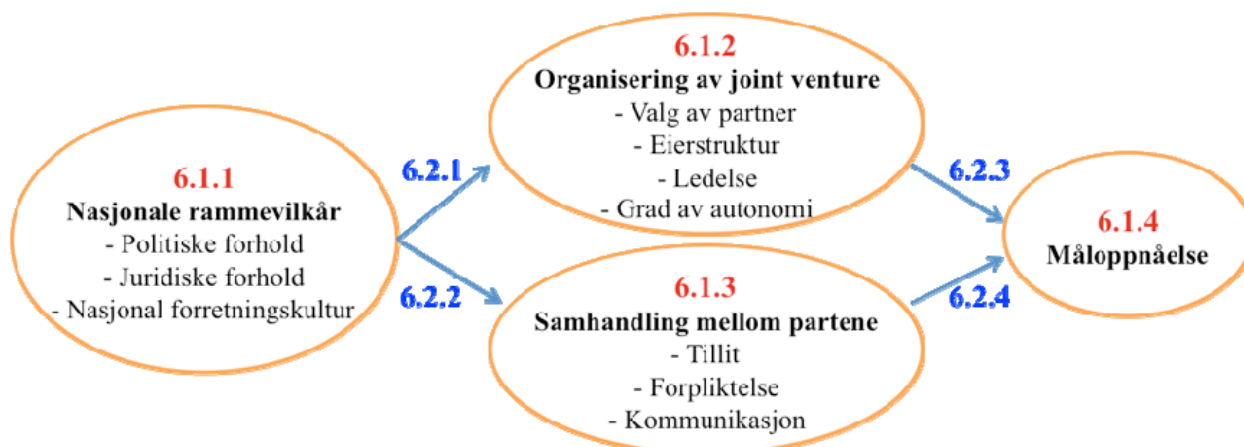 6.1.1
Nasjonale rammevilkår
- Politiske forhold
- Juridiske forhold
- Nasjonal forretningskultur
6.2.1
6.2.2
6.1.2
Organisering av joint venture
- Valg av partner
- Eierstruktur
- Ledelse
- Grad av autonomi
6.1.3
Samhandling mellom partene
- Tillit
- Forpliktelse
- Kommunikasjon
6.2.3
6.2.4
6.1.4
Måloppnåelse